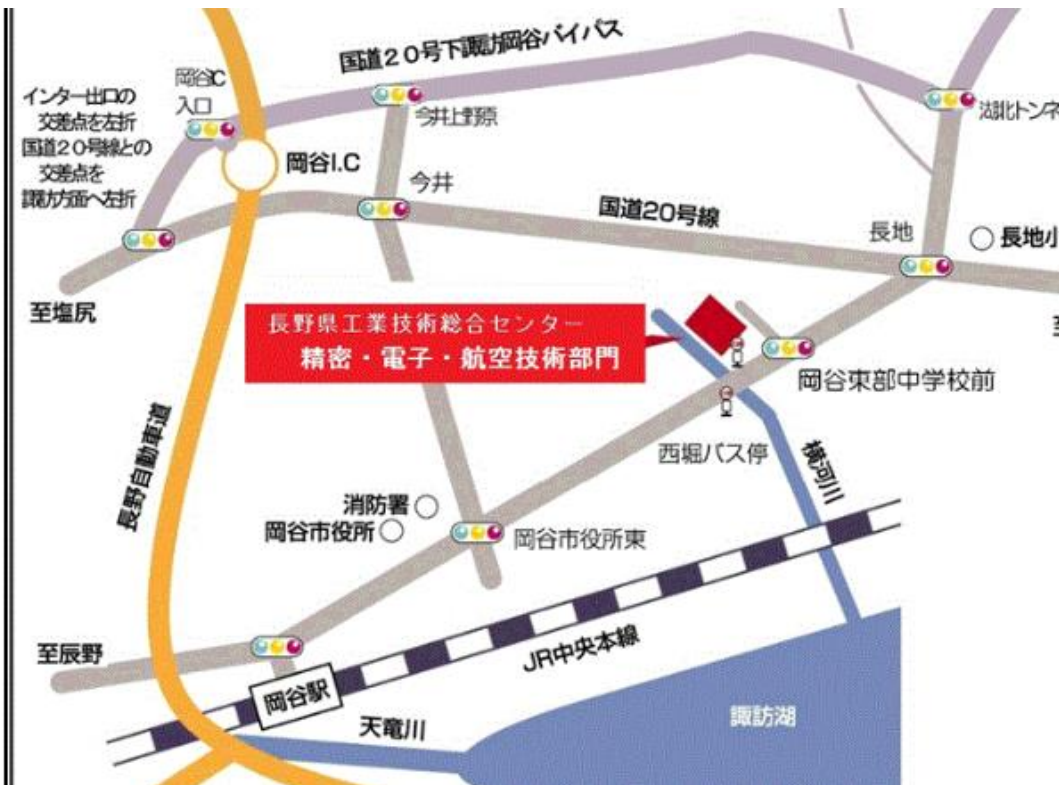 国道20号下諏訪岡谷バイパス
岡谷IC
入口
インター出口の
交差点を左折
国道20号線との
交差点を
諏訪方面へ左折
今井上野原
湖北トンネ
岡谷I.C
今井
国道20号線
長地
長地小
至塩尻
至
長野県工業技術総合センター
精密・電子・航空技術部門
岡谷東部中学校前
長野自動車道
西堀バス停
横河川
消防署
岡谷市役所
岡谷市役所東
至辰野
JR中央本線
岡谷駅
天竜川
諏訪湖